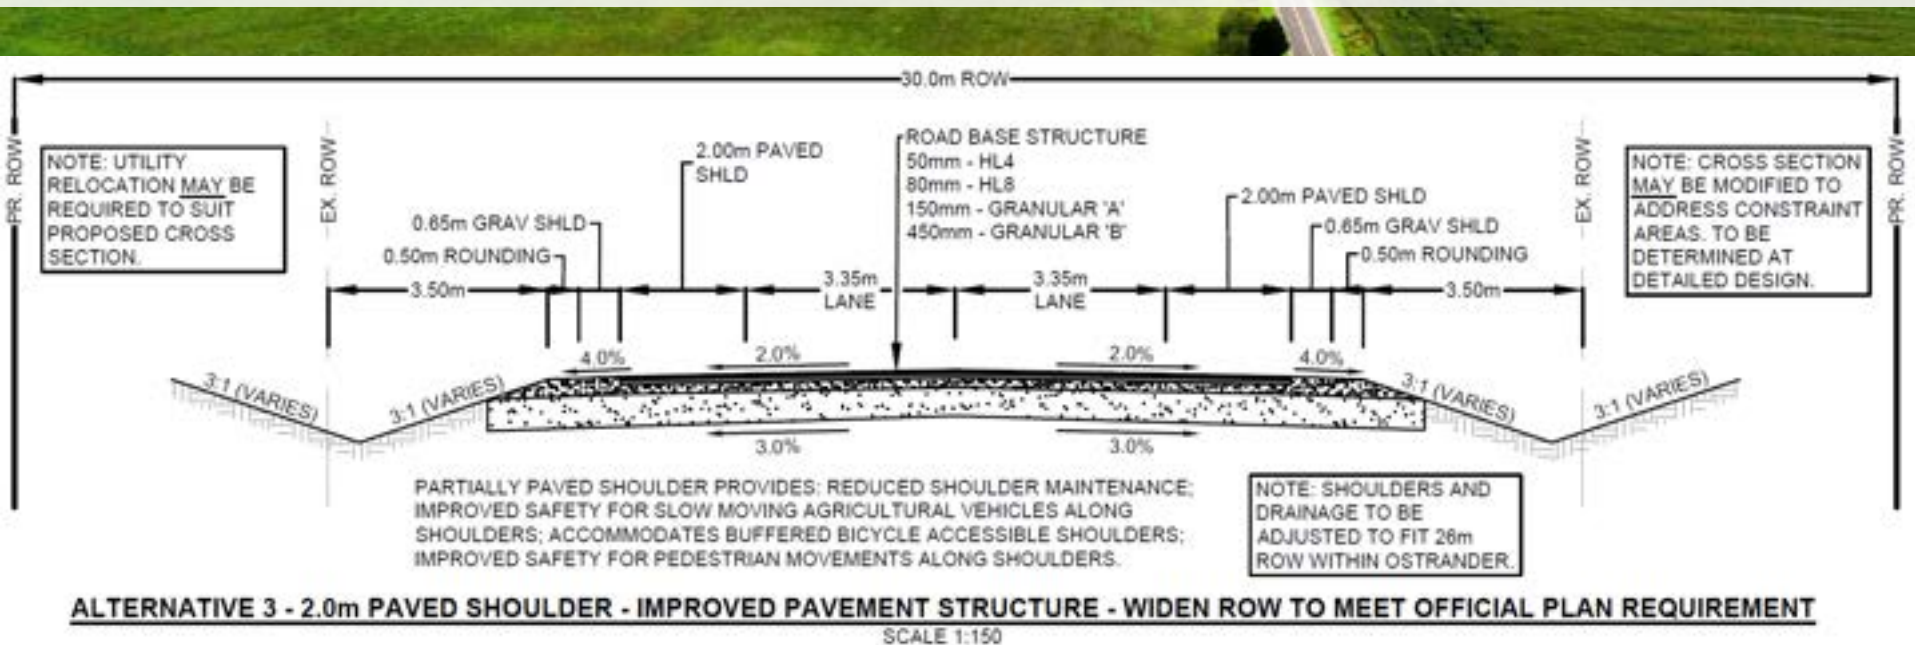 30.0m ROW
PR. ROW
NOTE: UTILITY
RELOCATION MAY BE
REQUIRED TO SUIT
PROPOSED CROSS
SECTION.
EX. ROW
2.00m PAVED
SHLD
0.65m GRAV SHLD
0.50m ROUNDING
3.50m
ROAD BASE STRUCTURE
50mm - HL4
80mm - HL8
150mm - GRANULAR 'A'
450mm - GRANULAR 'B'
3.35m
LANE
3.35m
LANE
2.00m PAVED SHLD
0.65m GRAV SHLD
0.50m ROUNDING
3.50m
EX. ROW
NOTE: CROSS SECTION
MAY BE MODIFIED TO
ADDRESS CONSTRAINT
AREAS. TO BE
DETERMINED AT
DETAILED DESIGN.
PR. ROW
4.0%
2.0%
2.0%
4.0%
3:1 (VARIES)
3:1 (VARIES)
3:1 (VARIES)
3:1 (VARIES)
3.0%
3.0%
PARTIALLY PAVED SHOULDER PROVIDES: REDUCED SHOULDER MAINTENANCE;
IMPROVED SAFETY FOR SLOW MOVING AGRICULTURAL VEHICLES ALONG
SHOULDERS; ACCOMMODATES BUFFERED BICYCLE ACCESSIBLE SHOULDERS;
IMPROVED SAFETY FOR PEDESTRIAN MOVEMENTS ALONG SHOULDERS.
NOTE: SHOULDERS AND
DRAINAGE TO BE
ADJUSTED TO FIT 26m
ROW WITHIN OSTRANDER.
ALTERNATIVE 3 - 2.0m PAVED SHOULDER - IMPROVED PAVEMENT STRUCTURE - WIDEN ROW TO MEET OFFICIAL PLAN REQUIREMENT
SCALE 1:150